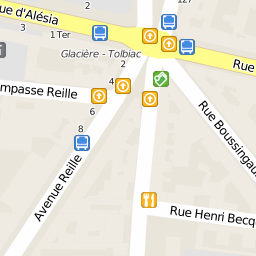 127
ue d'Alésia
3
1 Ter
Glacière - Tolbiac
2
Rue
4
mpasse Reille
6
Rue Boussingau
8
Avenue Reille
Rue Henri Becq